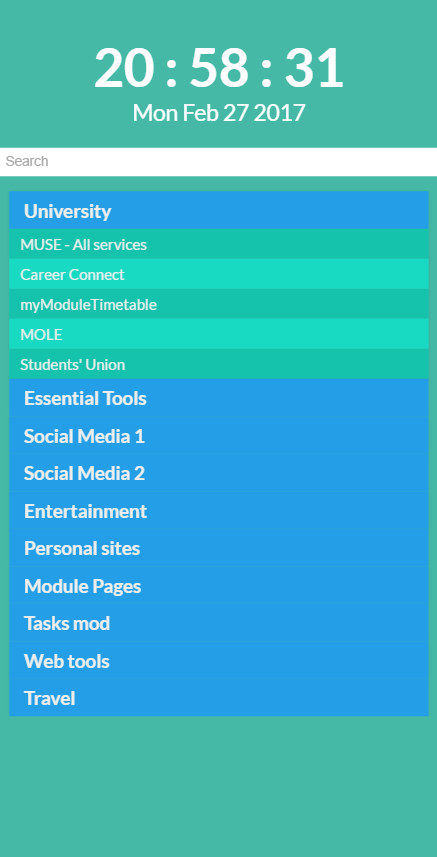 20 : 58 : 31
Mon Feb 27 2017
Search
University
MUSE - All services
Career Connect
myModuleTimetable
MOLE
Students' Union
Essential Tools
Social Media 1
Social Media 2
Entertainment
Personal sites
Module Pages
Tasks mod
Web tools
Travel